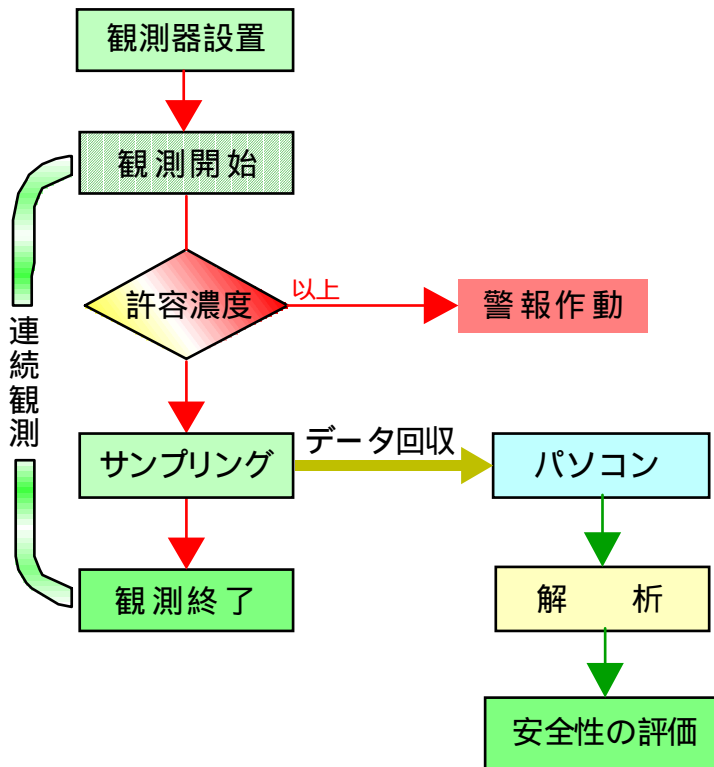 観測器設置
観測開始
許容濃度
以上
警報作動
連続観測
サンプリング
データ回収
パソコン
観測終了
解 析
安全性の評価